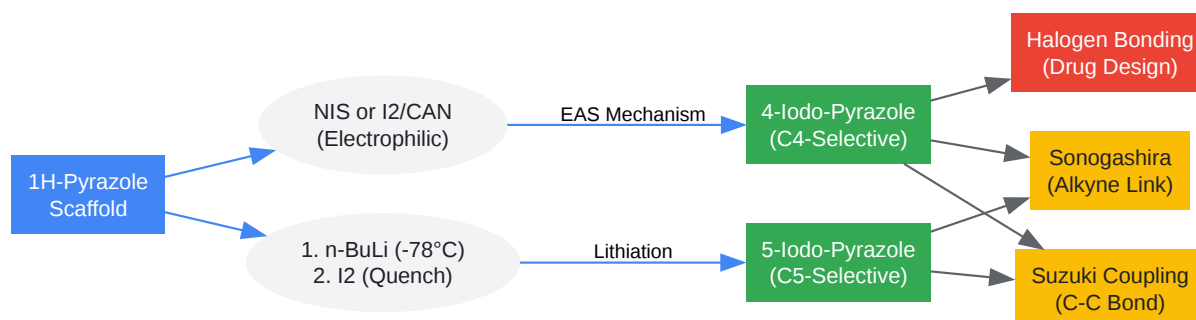 1H-Pyrazole
Scaffold
NIS or I2/CAN
(Electrophilic)
1. n-BuLi (-78°C)
2. I2 (Quench)
EAS Mechanism
Lithiation
4-Iodo-Pyrazole
(C4-Selective)
5-Iodo-Pyrazole
(C5-Selective)
Halogen Bonding
(Drug Design)
Sonogashira
(Alkyne Link)
Suzuki Coupling
(C-C Bond)